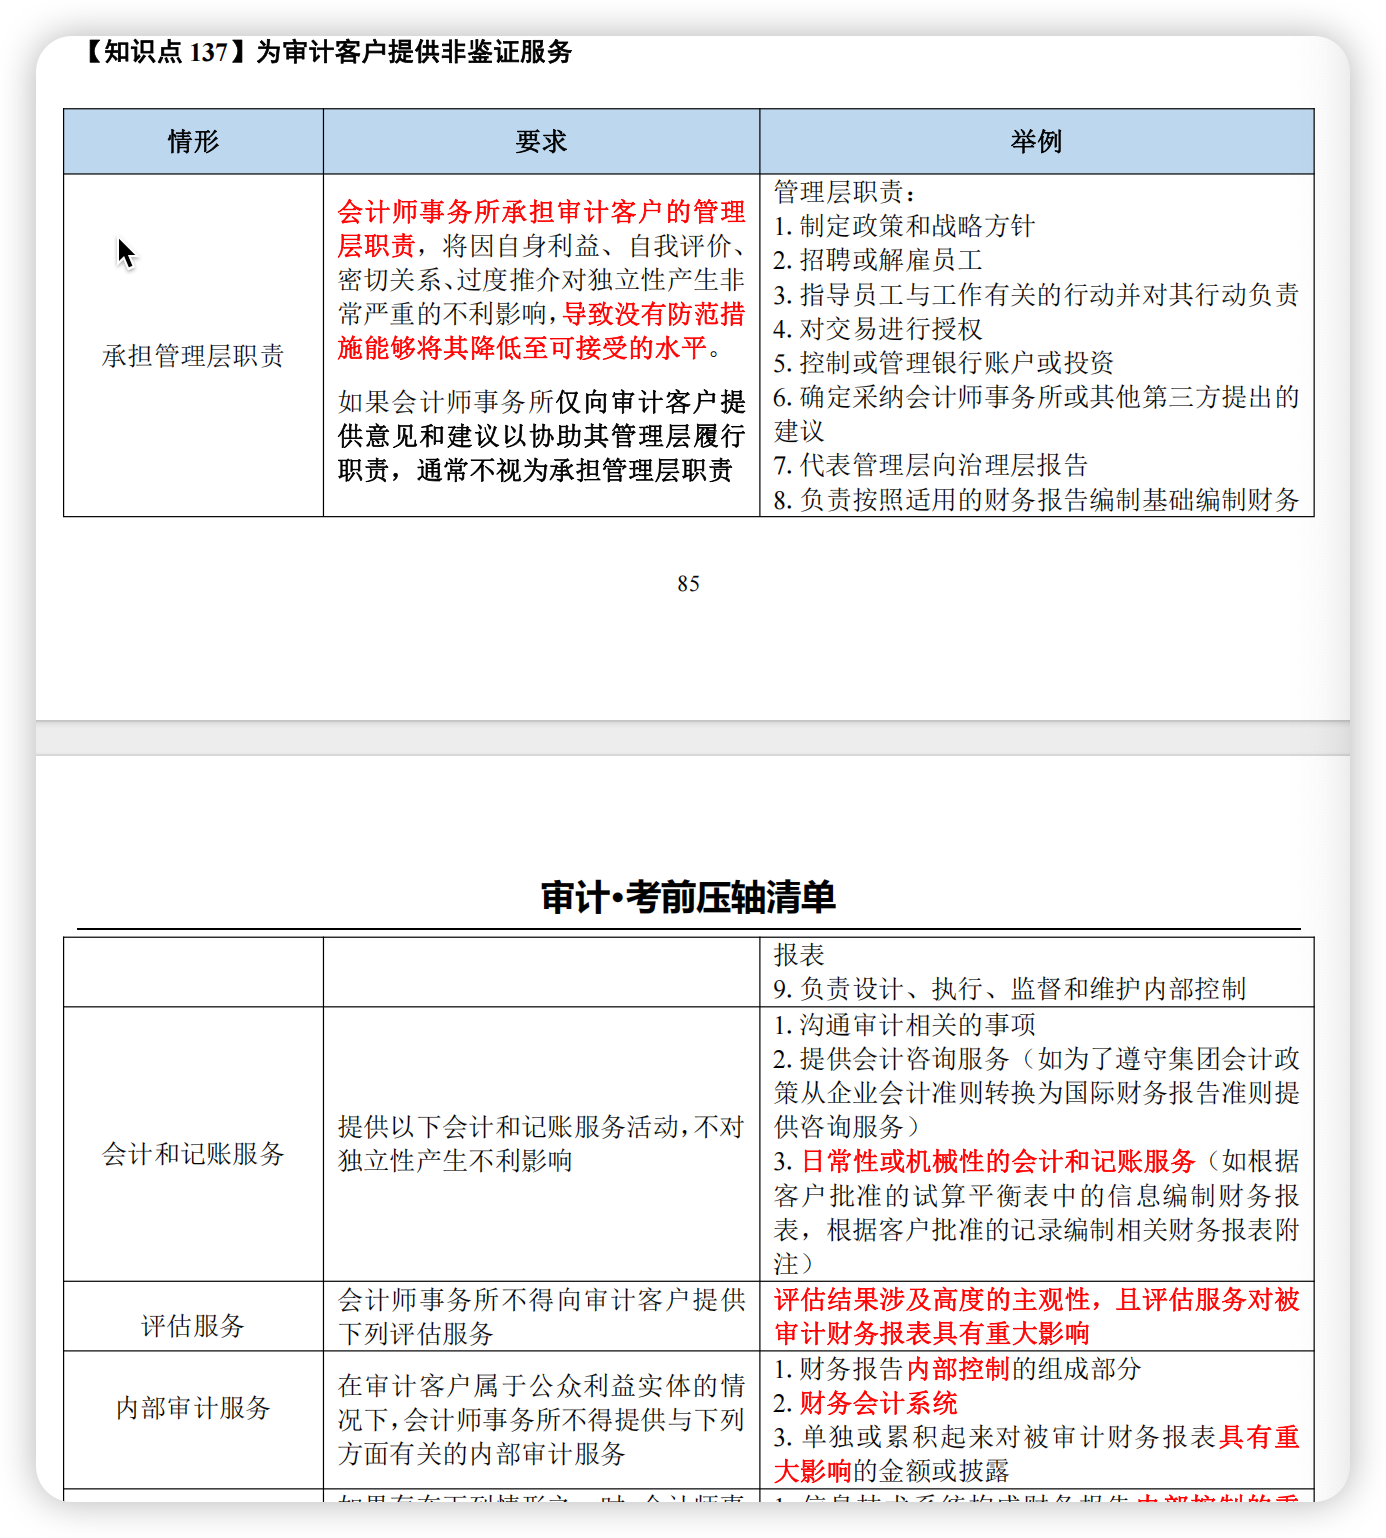 【知识点 137】为审计客户提供非鉴证服务
情形
要求
举例
承担管理层职责
会计师事务所承担审计客户的管理
层职责，将因自身利益、自我评价、
密切关系、过度推介对独立性产生非
常严重的不利影响，导致没有防范措
施能够将其降低至可接受的水平。
如果会计师事务所仅向审计客户提
供意见和建议以协助其管理层履行
职责，通常不视为承担管理层职责
管理层职责：
1. 制定政策和战略方针
2. 招聘或解雇员工
3. 指导员工与工作有关的行动并对其行动负责
4. 对交易进行授权
5. 控制或管理银行账户或投资
6. 确定采纳会计师事务所或其他第三方提出的
建议
7. 代表管理层向治理层报告
8. 负责按照适用的财务报告编制基础编制财务
85
审计·考前压轴清单
报表
9. 负责设计、执行、监督和维护内部控制
会计和记账服务
提供以下会计和记账服务活动，不对
独立性产生不利影响
1. 沟通审计相关的事项
2. 提供会计咨询服务（如为了遵守集团会计政
策从企业会计准则转换为国际财务报告准则提
供咨询服务）
3. 日常性或机械性的会计和记账服务（如根据
客户批准的试算平衡表中的信息编制财务报
表，根据客户批准的记录编制相关财务报表附
注）
评估服务
会计师事务所不得向审计客户提供
下列评估服务
评估结果涉及高度的主观性，且评估服务对被
审计财务报表具有重大影响
内部审计服务
在审计客户属于公众利益实体的情
况下，会计师事务所不得提供与下列
方面有关的内部审计服务
1. 财务报告内部控制的组成部分
2. 财务会计系统
3. 单独或累积起来对被审计财务报表具有重
大影响的金额或披露